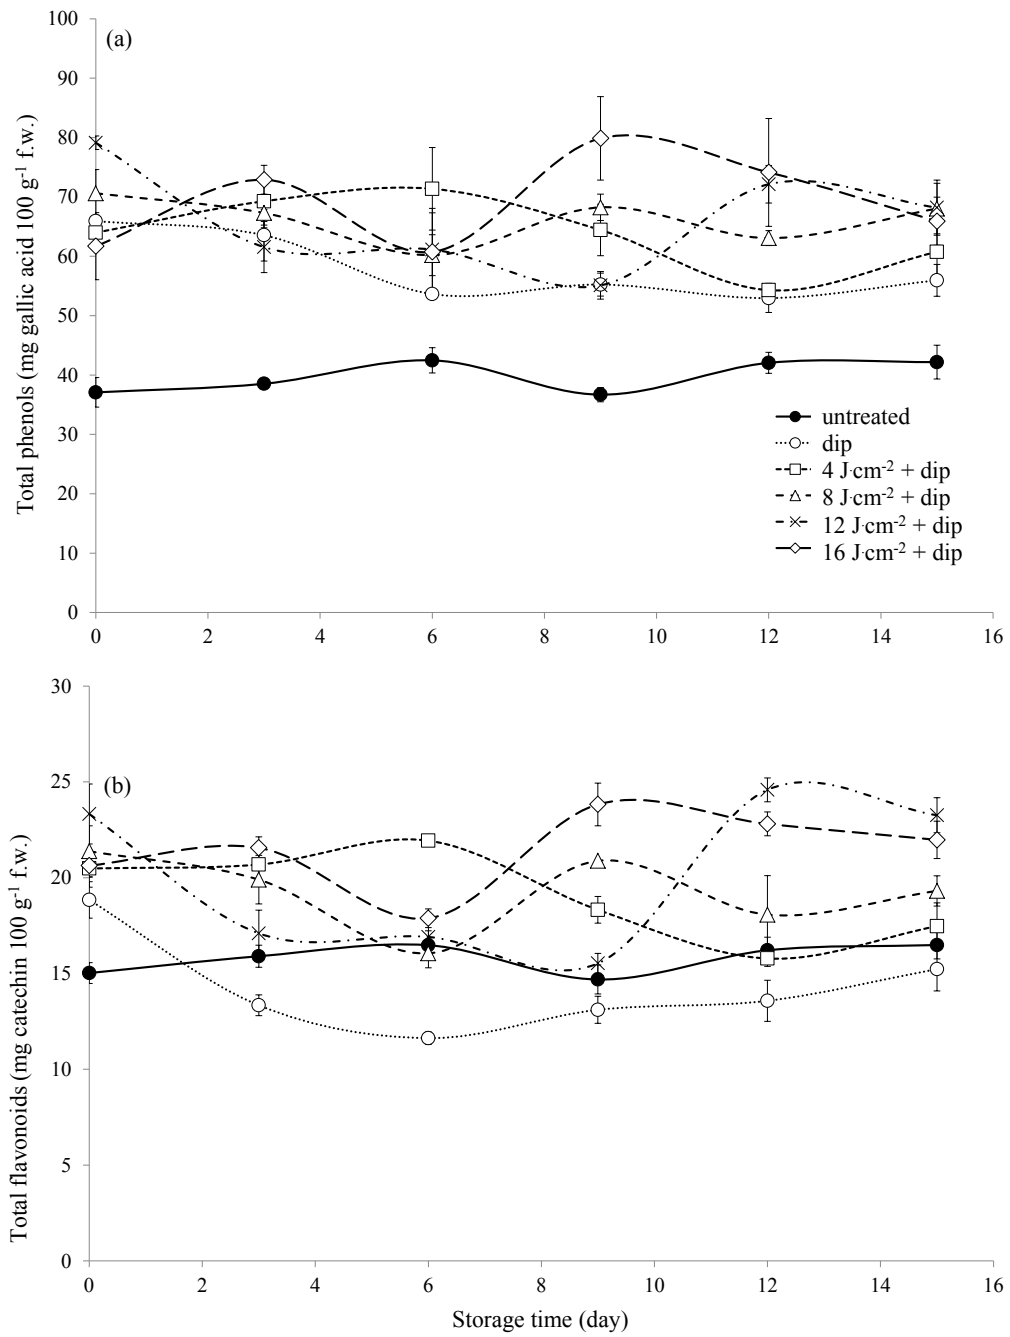 (a)
Total phenols (mg gallic acid 100 g⁻¹ f.w.)
100
90
80
70
60
50
40
30
20
10
0
untreated
dip
4 J·cm⁻² + dip
8 J·cm⁻² + dip
12 J·cm⁻² + dip
16 J·cm⁻² + dip
0 2 4 6 8 10 12 14 16
(b)
Total flavonoids (mg catechin 100 g⁻¹ f.w.)
30
25
20
15
10
5
0
0 2 4 6 8 10 12 14 16
Storage time (day)